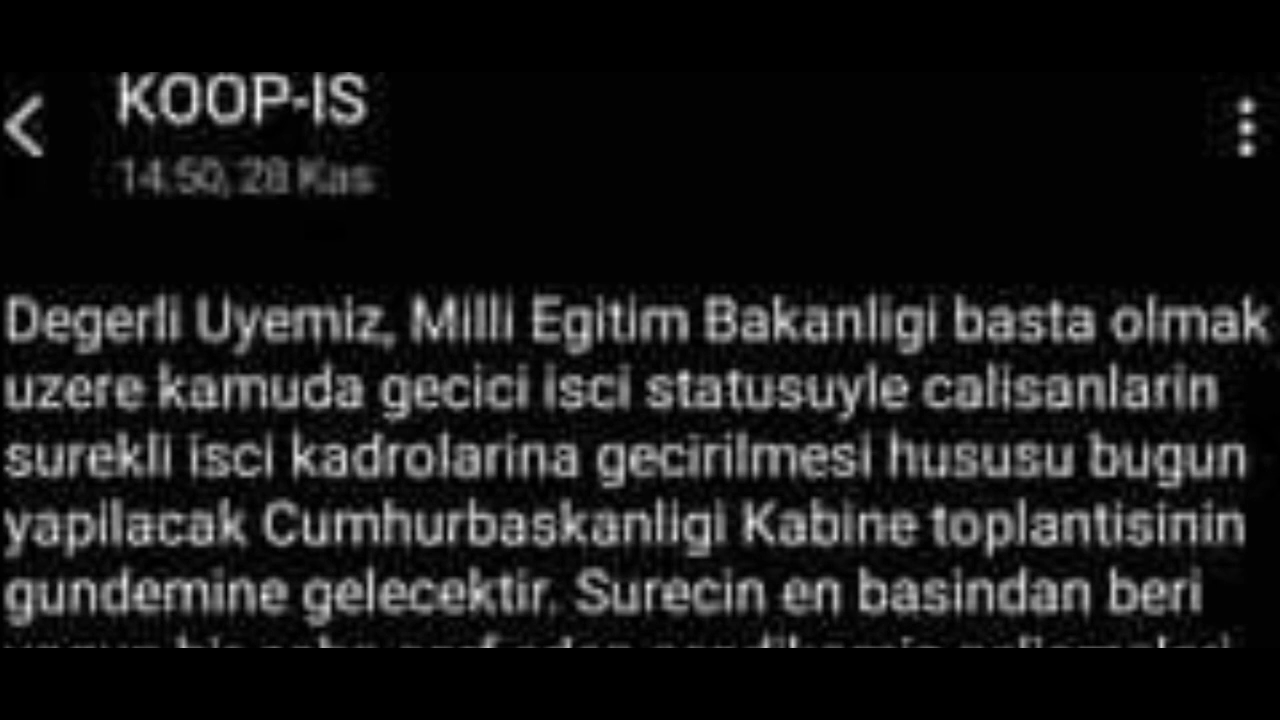 KOOP-IS
14:50, 28 Kas
Degerli Uyemiz, Milli Egitim Bakanligi basta olmak
uzere kamuda gecici isci statusuyle calisanlarin
surekli isci kadrolarina gecirilmesi hususu bugun
yapilacak Cumhurbaskanligi Kabine toplantisinin
gundemine gelecektir. Surecin en basindan beri